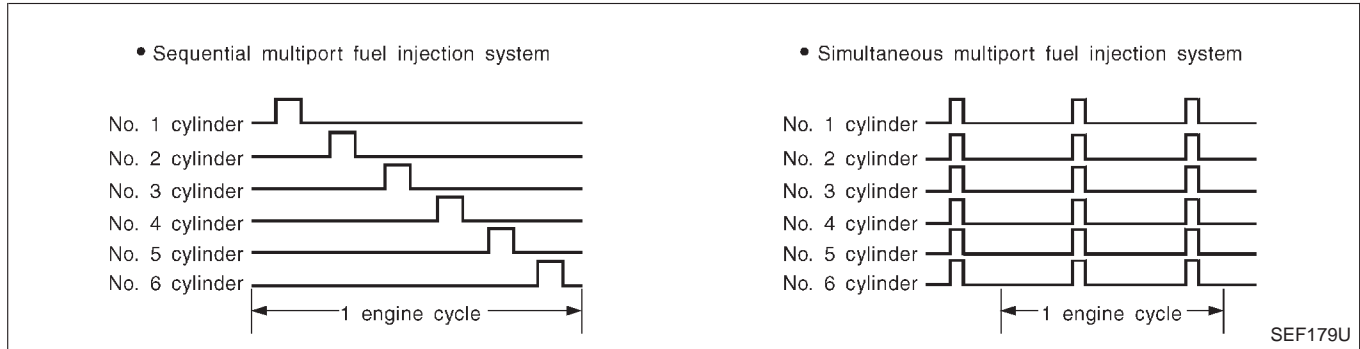 • Sequential multiport fuel injection system
No. 1 cylinder
No. 2 cylinder
No. 3 cylinder
No. 4 cylinder
No. 5 cylinder
No. 6 cylinder
1 engine cycle
• Simultaneous multiport fuel injection system
No. 1 cylinder
No. 2 cylinder
No. 3 cylinder
No. 4 cylinder
No. 5 cylinder
No. 6 cylinder
1 engine cycle
SEF179U